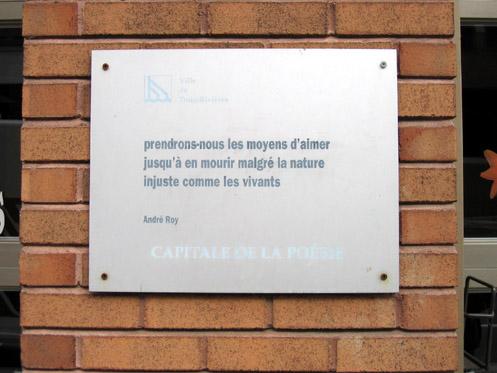 Ville
de
Trois-Rivières
prendrons-nous les moyens d'aimer
jusqu'à en mourir malgré la nature
injuste comme les vivants
André Roy
CAPITALE DE LA POÉSIE